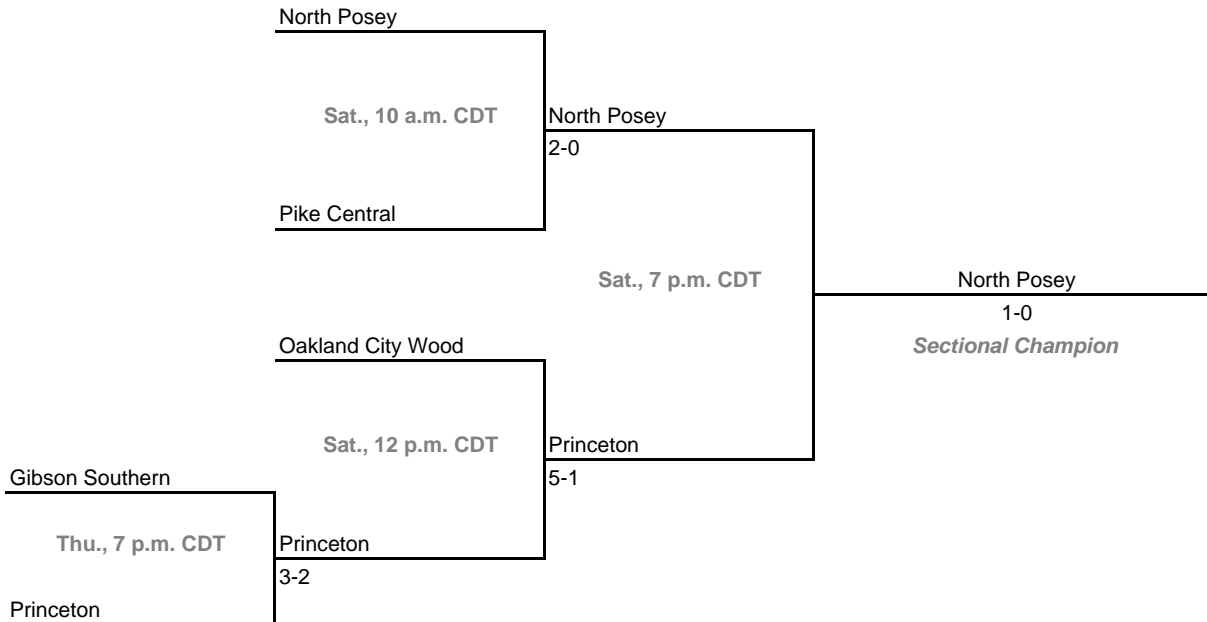 North Posey
Sat., 10 a.m. CDT
North Posey
2-0
Pike Central
Sat., 7 p.m. CDT
North Posey
1-0
Sectional Champion
Oakland City Wood
Sat., 12 p.m. CDT
Princeton
5-1
Gibson Southern
Thu., 7 p.m. CDT
Princeton
3-2
Princeton